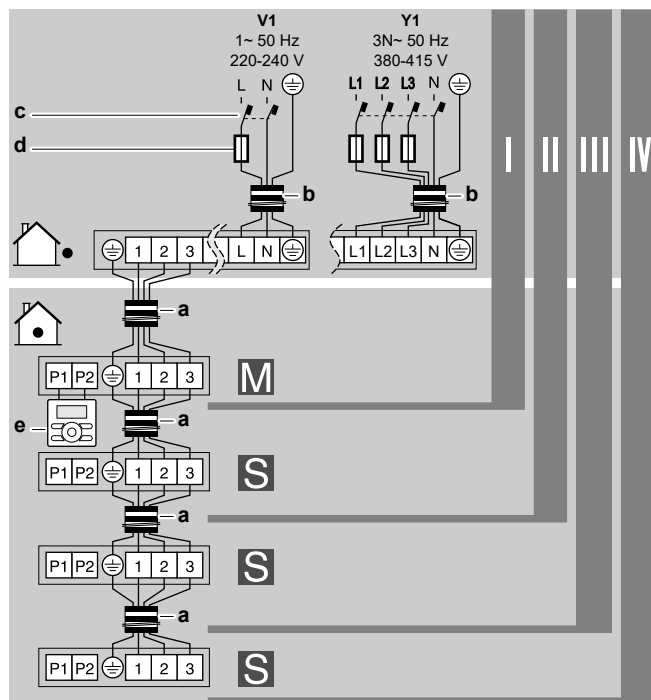 V1 Y1
1~ 50 Hz 3N~ 50 Hz
220-240 V 380-415 V
L N L1 L2 L3 N
c
d
I II III IV
b b
1 2 3 L N L1 L2 L3 N
a
P1 P2 1 2 3 M
e a
P1 P2 1 2 3 S
a
P1 P2 1 2 3 S
a
P1 P2 1 2 3 S